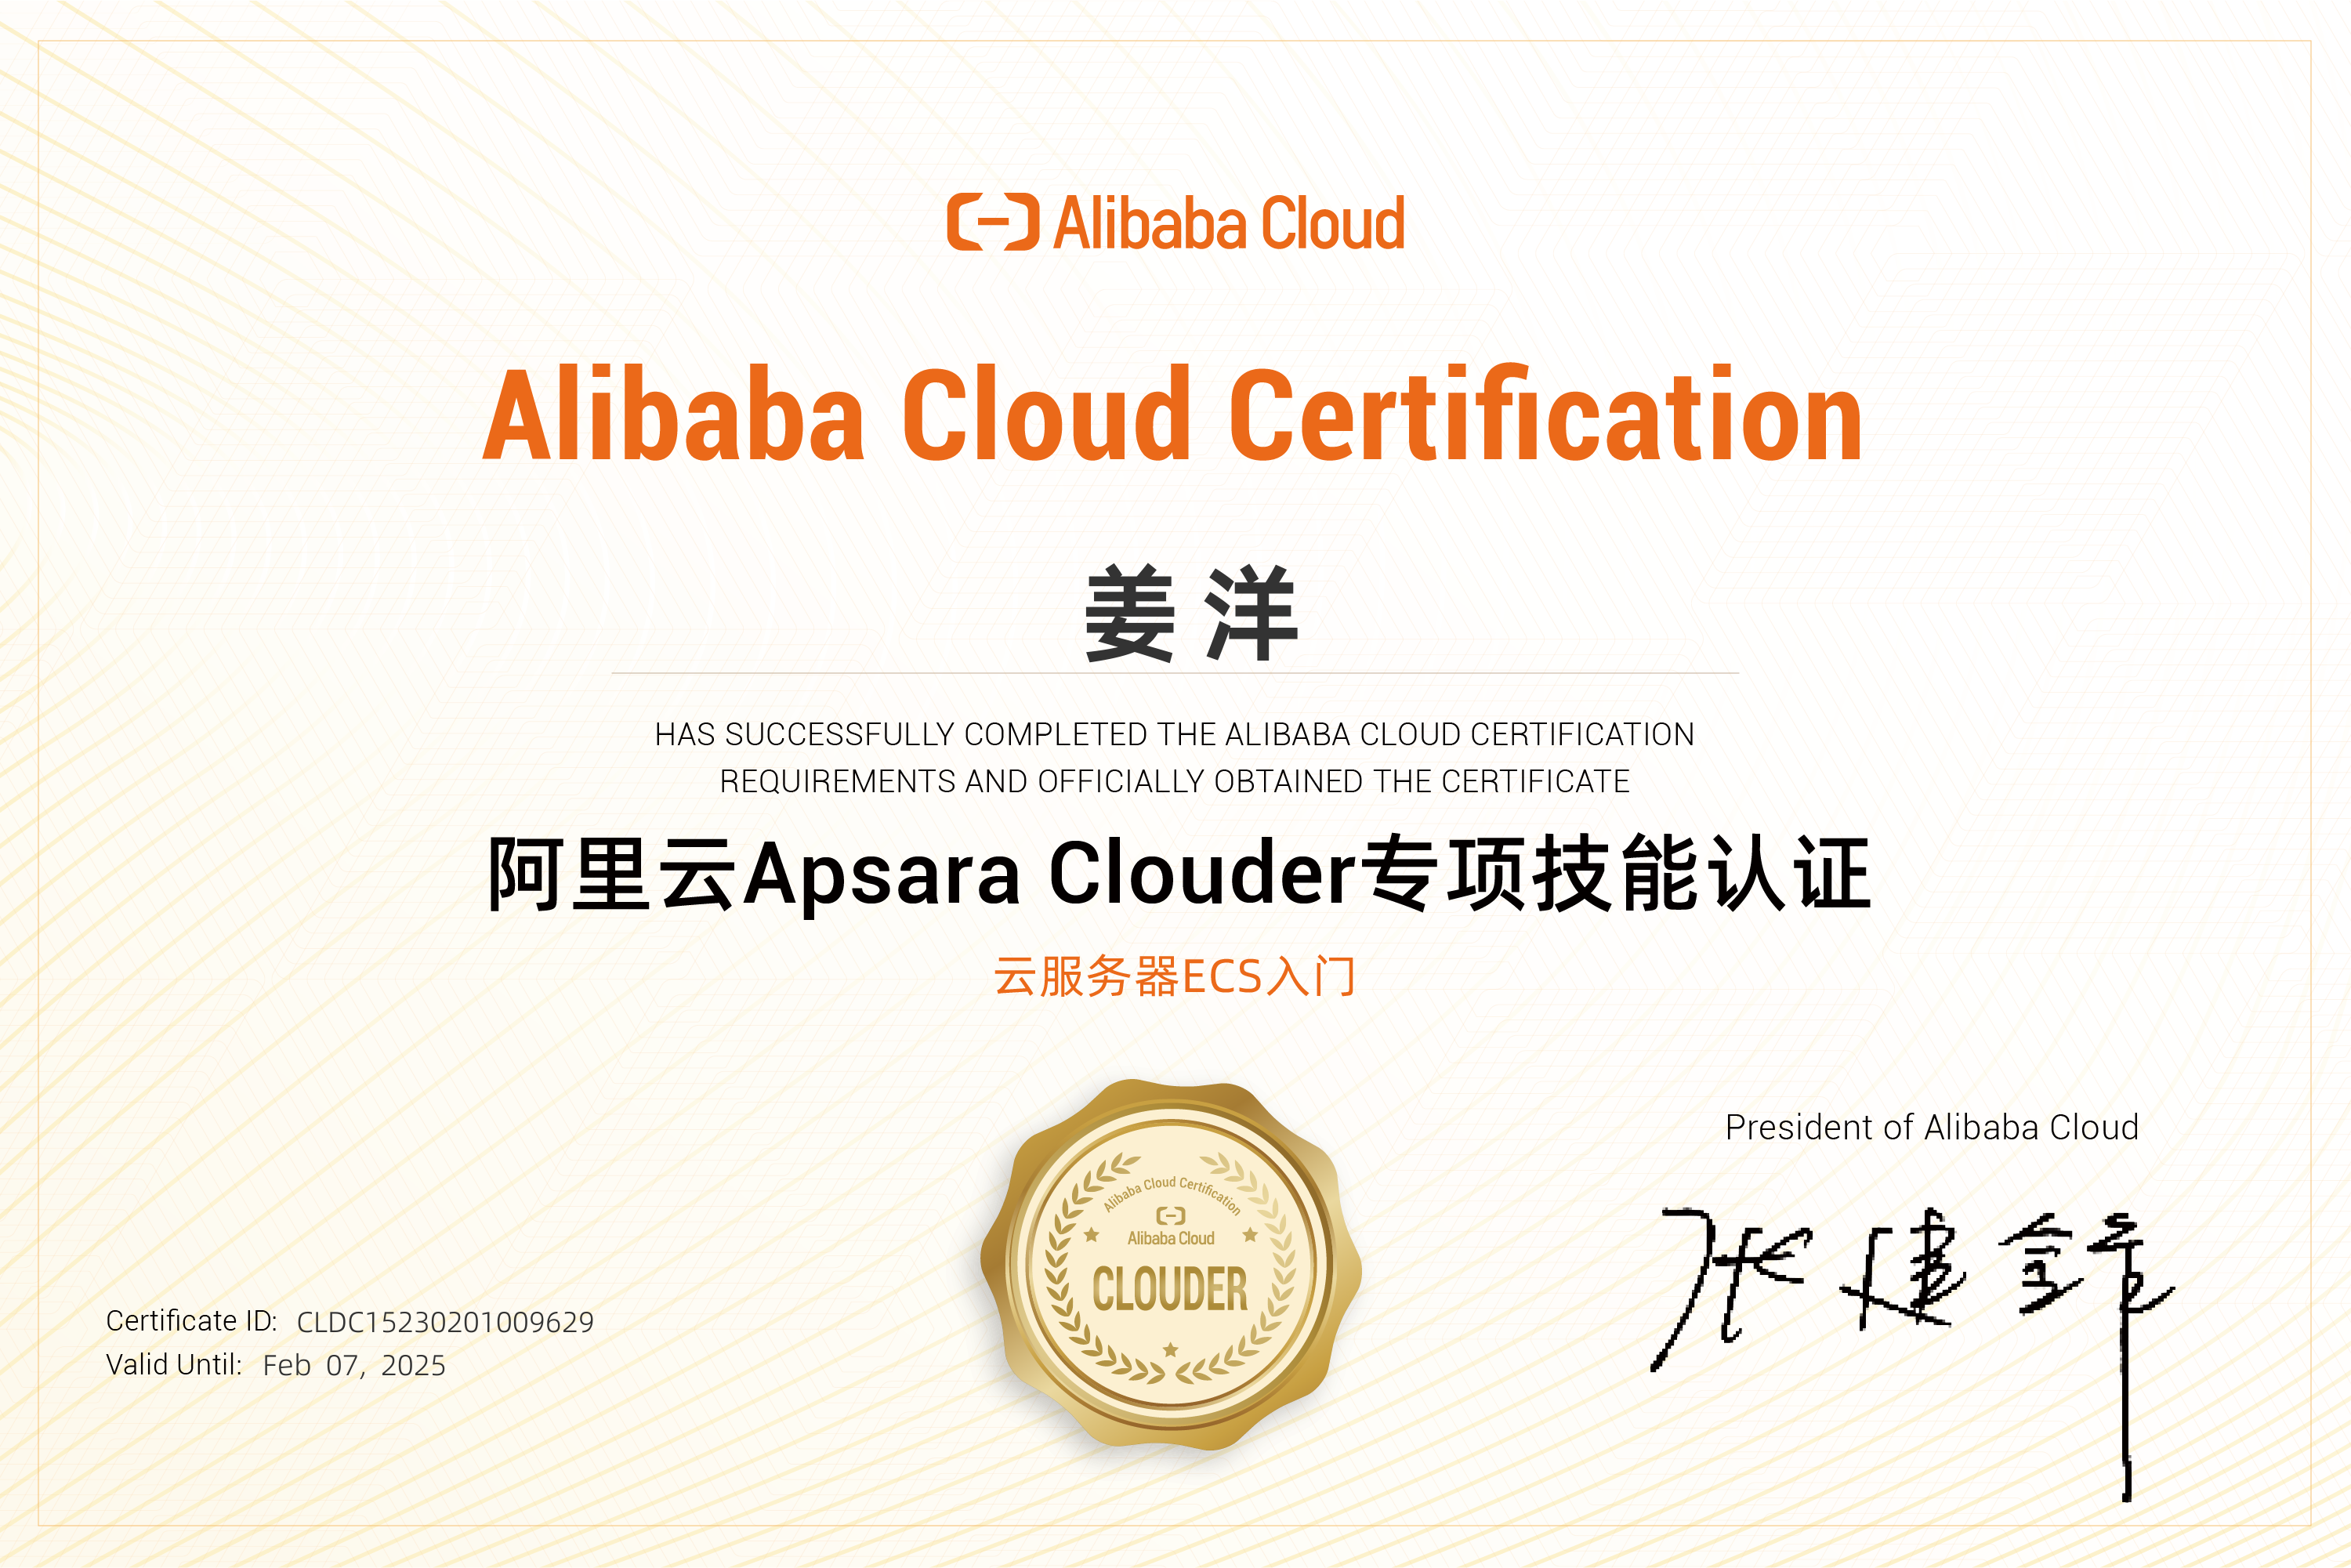 Alibaba Cloud
Alibaba Cloud Certification
姜洋
HAS SUCCESSFULLY COMPLETED THE ALIBABA CLOUD CERTIFICATION
REQUIREMENTS AND OFFICIALLY OBTAINED THE CERTIFICATE
阿里云Apsara Clouder专项技能认证
云服务器ECS入门
Alibaba Cloud Certification
Alibaba Cloud
CLOUDER
President of Alibaba Cloud
Certificate ID: CLDC15230201009629
Valid Until: Feb 07, 2025